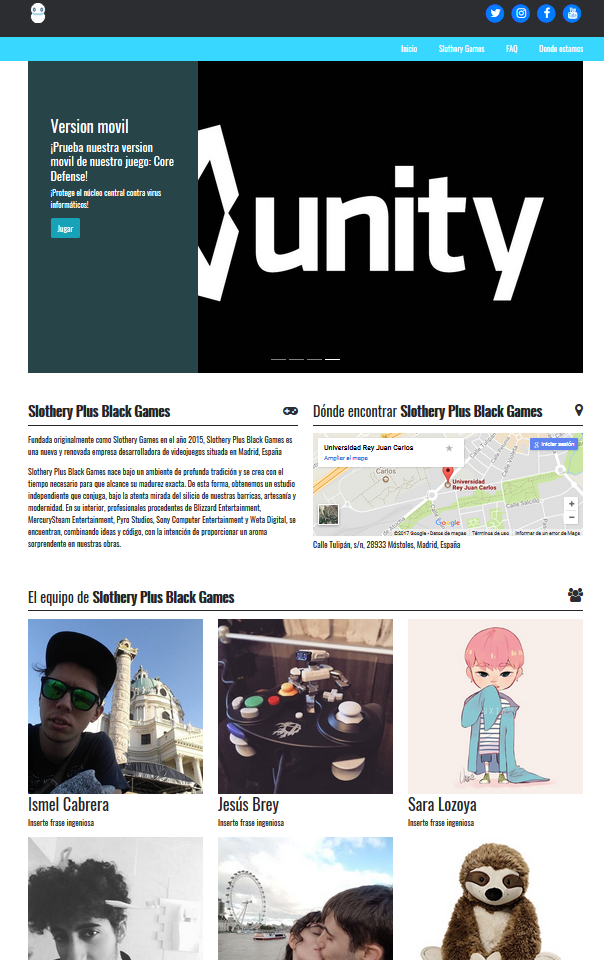 Inicio Slothery Games FAQ Donde estamos
Version movil
¡Prueba nuestra version
movil de nuestro juego: Core
Defense!
¡Protege el núcleo central contra virus
informáticos!
Jugar
unity
Slothery Plus Black Games
Fundada originalmente como Slothery Games en el año 2015, Slothery Plus Black Games es
una nueva y renovada empresa desarrolladora de videojuegos situada en Madrid, España
Slothery Plus Black Games nace bajo un ambiente de profunda tradición y se crea con el
tiempo necesario para que alcance su madurez exacta. De esta forma, obtenemos un estudio
independiente que conjuga, bajo la atenta mirada del silicio de nuestras barricas, artesanía y
modernidad. En su interior, profesionales procedentes de Blizzard Entertainment,
MercurySteam Entertainment, Pyro Studios, Sony Computer Entertainment y Weta Digital, se
encuentran, combinando ideas y código, con la intención de proporcionar un aroma
sorprendente en nuestras obras.
Dónde encontrar Slothery Plus Black Games
Universidad Rey Juan Carlos
Ampliar el mapa
Iniciar sesión
Carlos
Universidad
Rey Juan Carlos
Calle Salcillo
Google
©2017 Google - Datos de mapas Términos de uso Informar de un error de Maps
Calle Tulipán, s/n, 28933 Móstoles, Madrid, España
El equipo de Slothery Plus Black Games
Ismel Cabrera
Inserte frase ingeniosa
Jesús Brey
Inserte frase ingeniosa
Sara Lozoya
Inserte frase ingeniosa